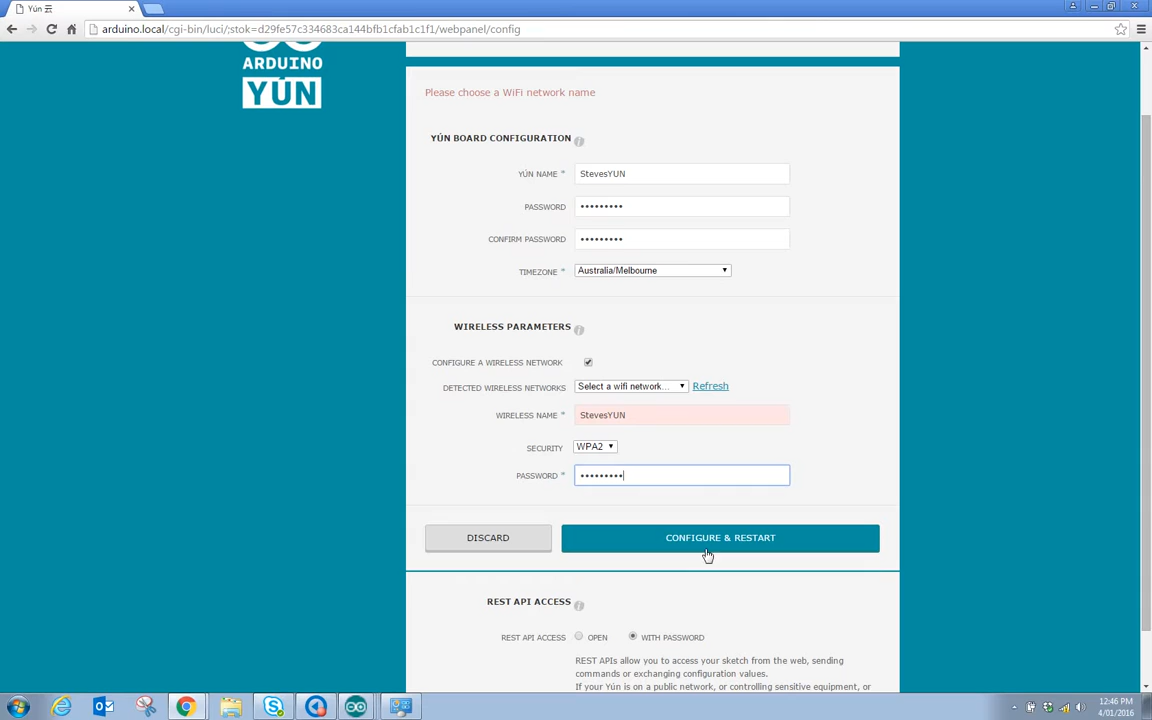 Yún 云
arduino.local/cgi-bin/luci/;stok=d29fe57c334683ca144bfb1cfab1c1f1/webpanel/config
ARDUINO
YÚN
Please choose a WiFi network name
YÚN BOARD CONFIGURATION i
YÚN NAME * StevesYUN
PASSWORD •••••••••
CONFIRM PASSWORD •••••••••
TIMEZONE * Australia/Melbourne
WIRELESS PARAMETERS i
CONFIGURE A WIRELESS NETWORK
DETECTED WIRELESS NETWORKS Select a wifi network... Refresh
WIRELESS NAME * StevesYUN
SECURITY WPA2
PASSWORD * •••••••••
DISCARD CONFIGURE & RESTART
REST API ACCESS i
REST API ACCESS OPEN WITH PASSWORD
REST APIs allow you to access your sketch from the web, sending
commands or exchanging configuration values.
If your Yún is on a public network, or controlling sensitive equipment, or
12:46 PM
4/01/2016